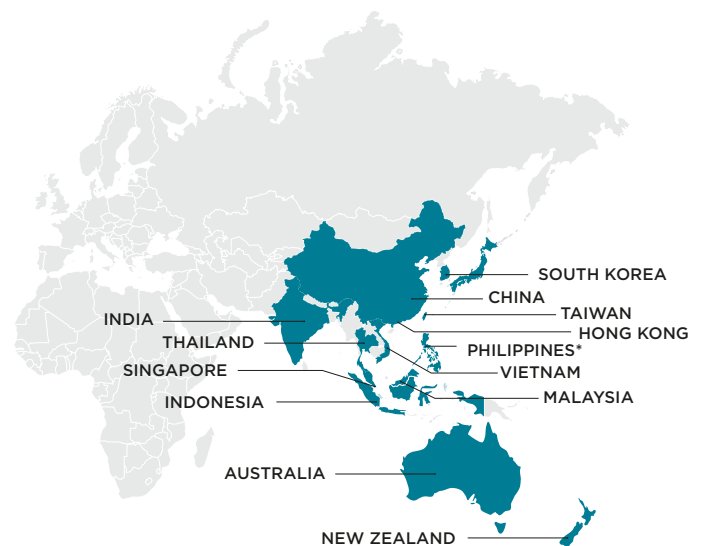 SOUTH KOREA
CHINA
TAIWAN
INDIA
HONG KONG
THAILAND
PHILIPPINES*
SINGAPORE
VIETNAM
INDONESIA
MALAYSIA
AUSTRALIA
NEW ZEALAND